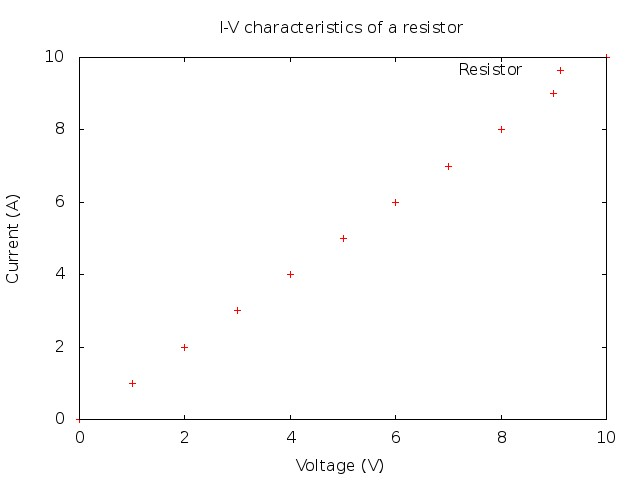 I-V characteristics of a resistor
10
Resistor
8
6
Current (A)
4
2
0
0 2 4 6 8 10
Voltage (V)